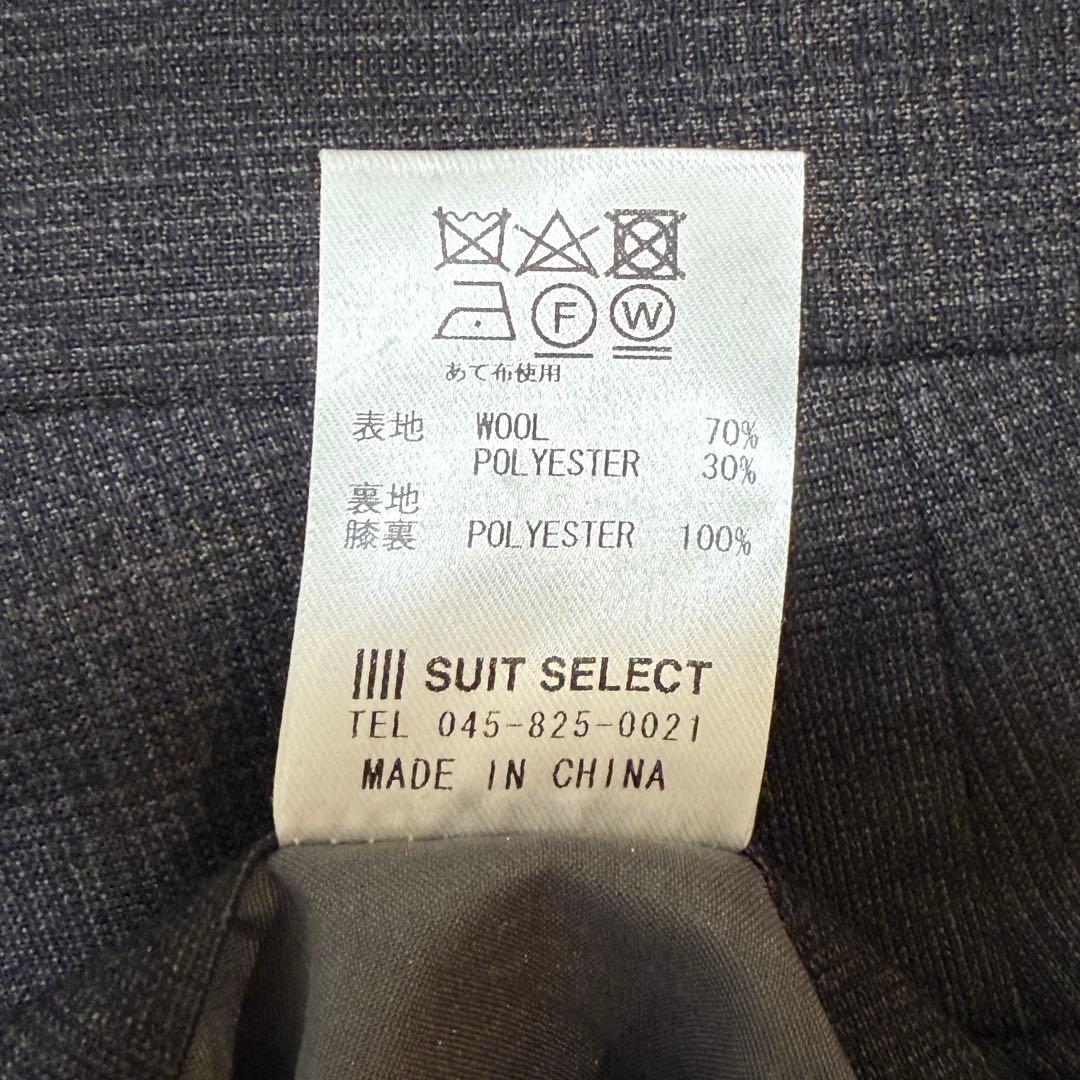 F W
あて布使用
表地 WOOL 70%
POLYESTER 30%
裏地
膝裏 POLYESTER 100%
SUIT SELECT
TEL 045-825-0021
MADE IN CHINA